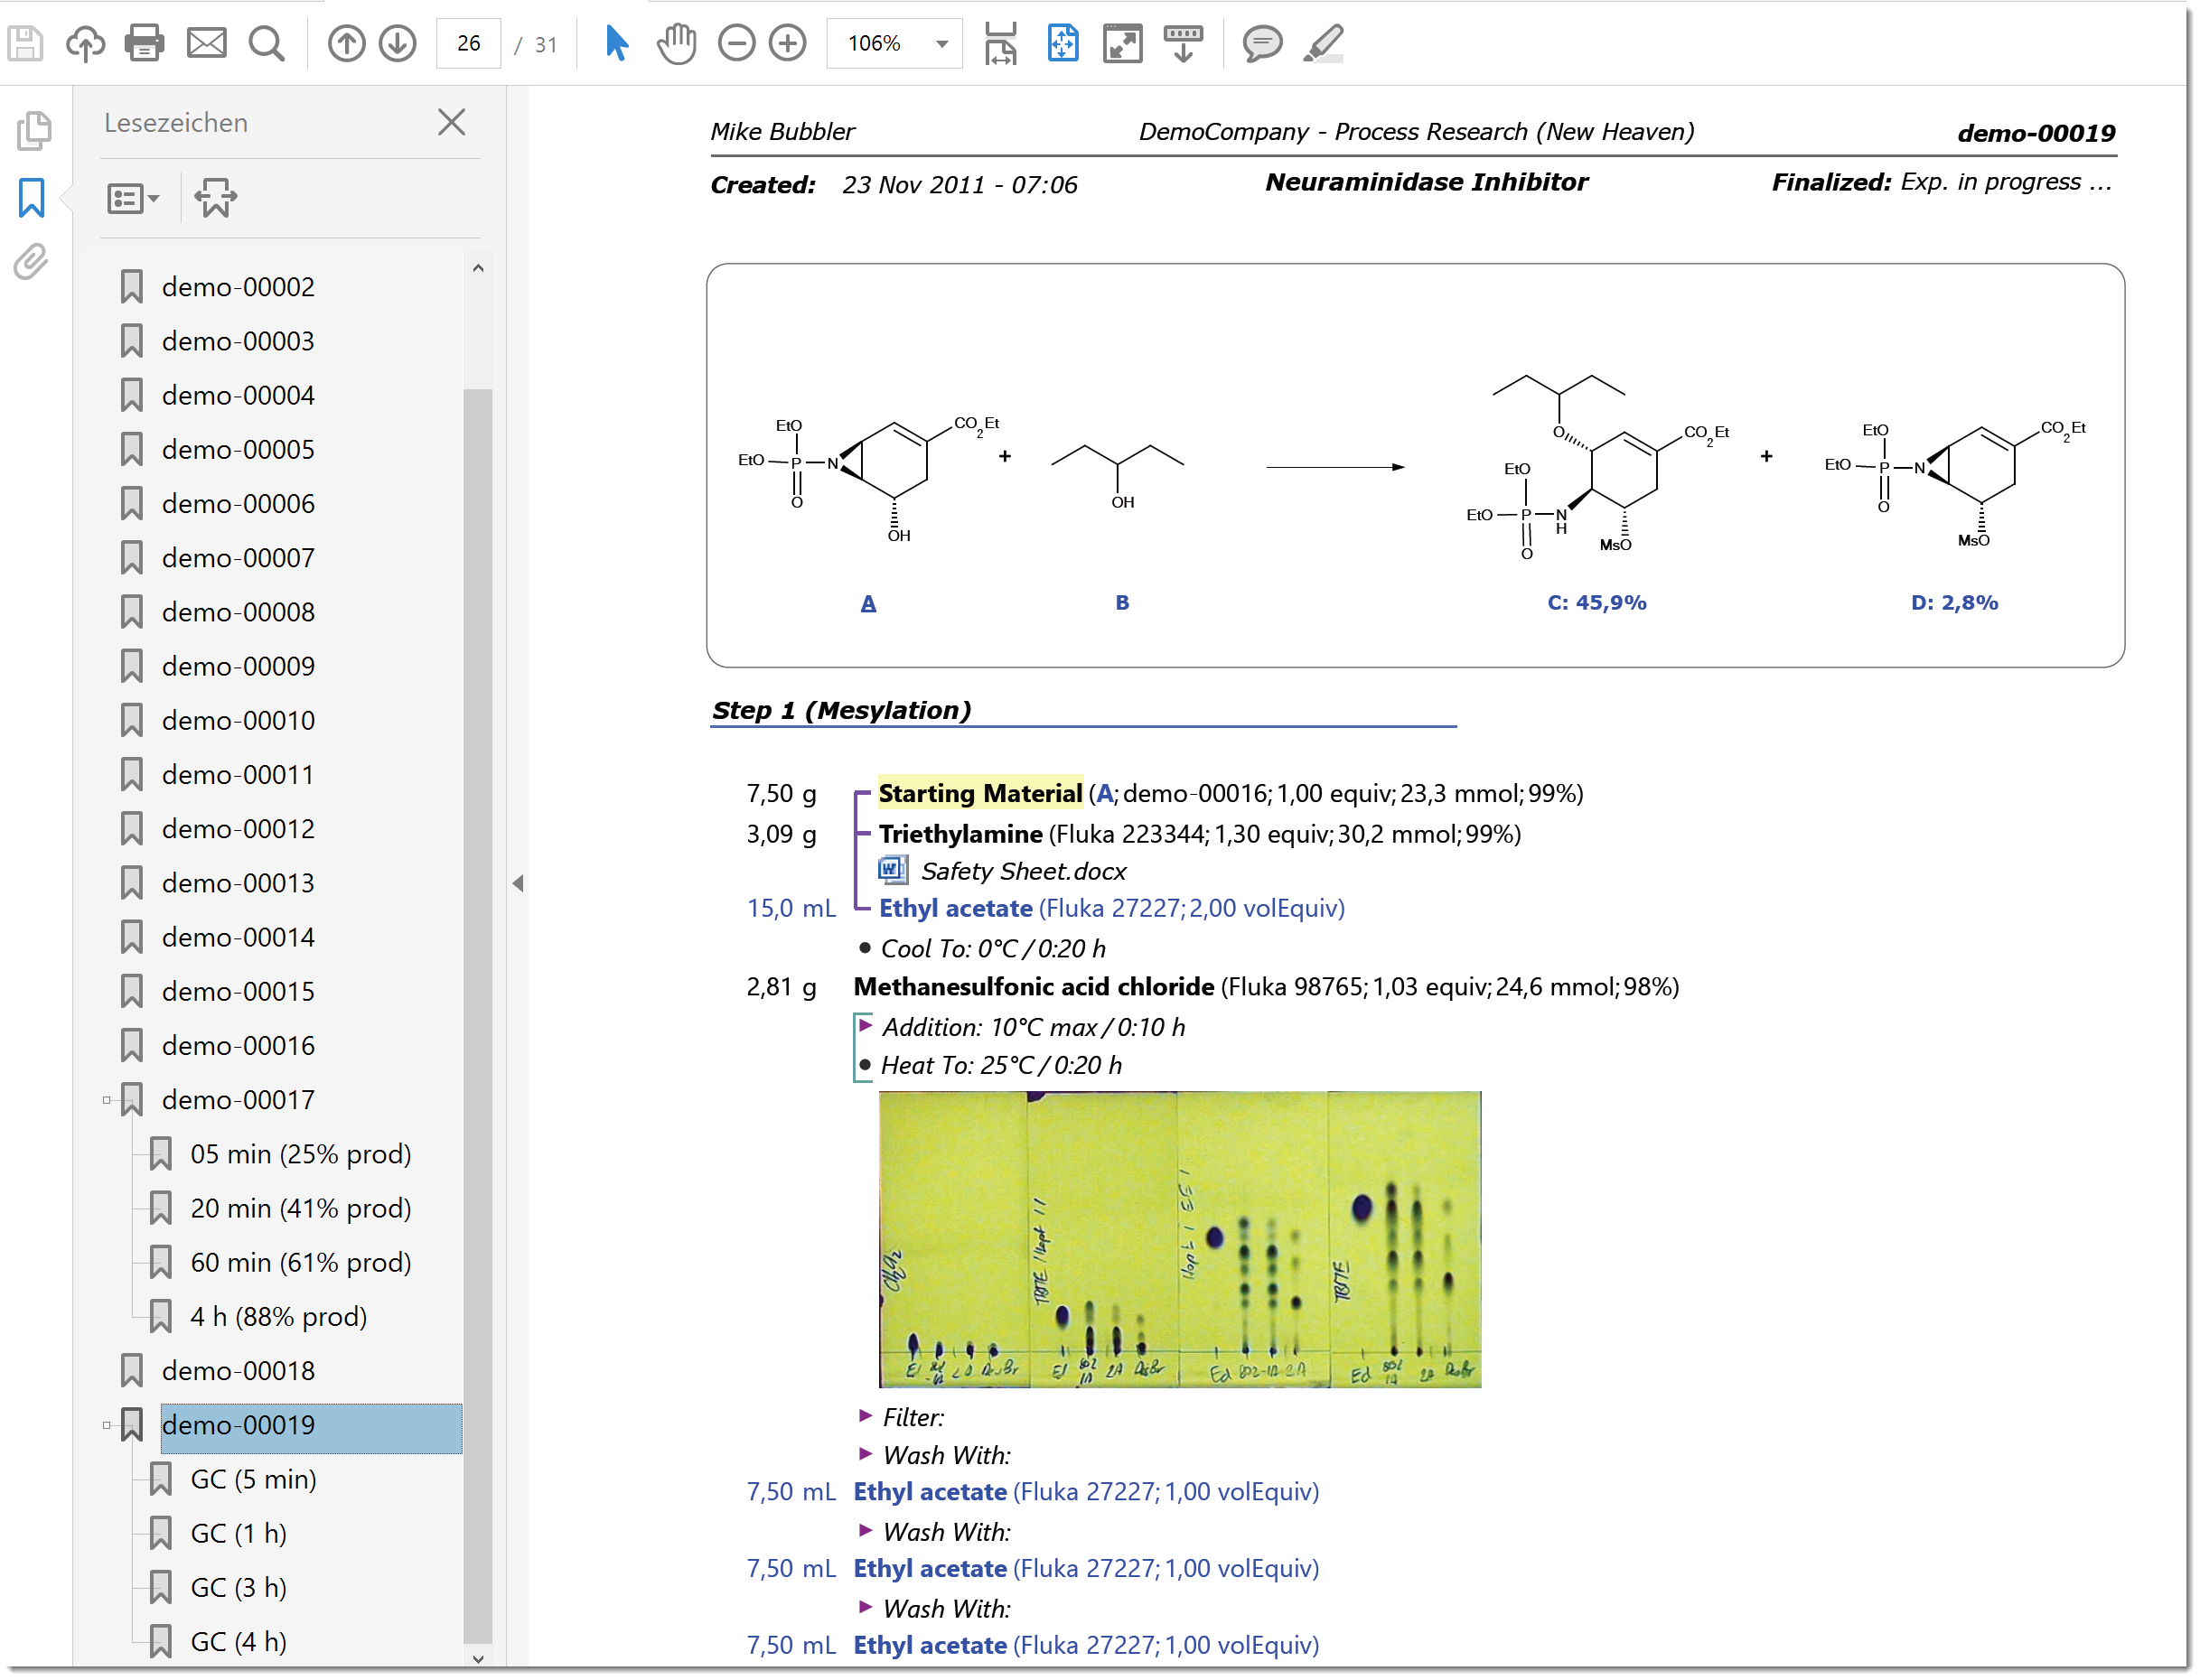 26 / 31
106%
Lesezeichen
demo-00002
demo-00003
demo-00004
demo-00005
demo-00006
demo-00007
demo-00008
demo-00009
demo-00010
demo-00011
demo-00012
demo-00013
demo-00014
demo-00015
demo-00016
demo-00017
05 min (25% prod)
20 min (41% prod)
60 min (61% prod)
4 h (88% prod)
demo-00018
demo-00019
GC (5 min)
GC (1 h)
GC (3 h)
GC (4 h)
Mike Bubbler DemoCompany - Process Research (New Heaven) demo-00019
Created: 23 Nov 2011 - 07:06 Neuraminidase Inhibitor Finalized: Exp. in progress ...
EtO
EtO P N
O
CO2Et
OH
+
OH
O
CO2Et
EtO
EtO P N
H
O
MsO
+
EtO
EtO P N
O
CO2Et
MsO
A B C: 45,9% D: 2,8%
Step 1 (Mesylation)
7,50 g Starting Material (A; demo-00016; 1,00 equiv; 23,3 mmol; 99%)
3,09 g Triethylamine (Fluka 223344; 1,30 equiv; 30,2 mmol; 99%)
Safety Sheet.docx
15,0 mL Ethyl acetate (Fluka 27227; 2,00 volEquiv)
• Cool To: 0°C / 0:20 h
2,81 g Methanesulfonic acid chloride (Fluka 98765; 1,03 equiv; 24,6 mmol; 98%)
Addition: 10°C max / 0:10 h
• Heat To: 25°C / 0:20 h
TBME
Ed 802-1A 2A
Filter:
Wash With:
7,50 mL Ethyl acetate (Fluka 27227; 1,00 volEquiv)
Wash With:
7,50 mL Ethyl acetate (Fluka 27227; 1,00 volEquiv)
Wash With:
7,50 mL Ethyl acetate (Fluka 27227; 1,00 volEquiv)